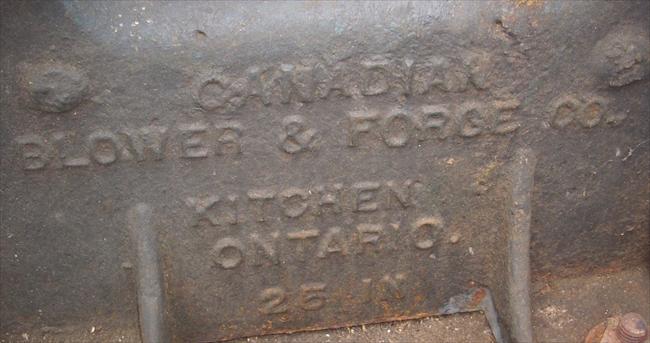 CANADIAN
BLOWER & FORGE CO.
KITCHEN
ONTARIO.
25 IN.